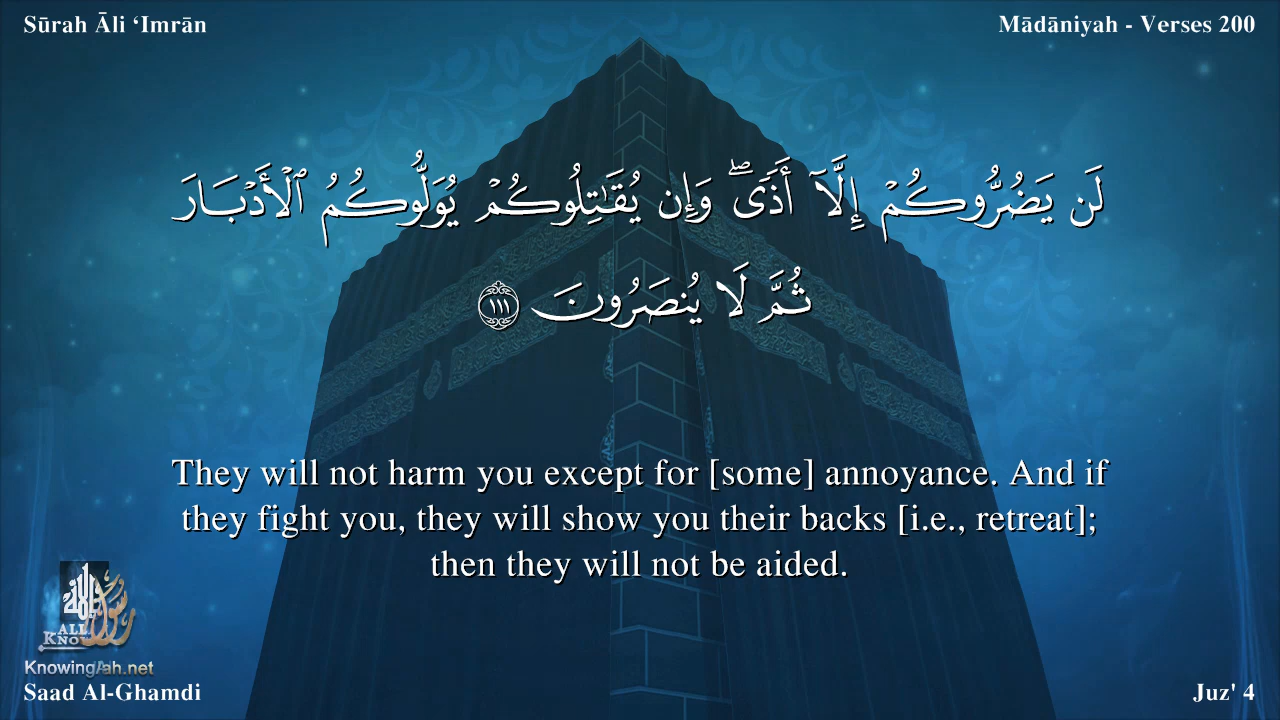 Sūrah Āli ‘Imrān
Mādāniyah - Verses 200
لَن يَضُرُّوكُمْ إِلَّآ أَذًۭى ۖ وَإِن يُقَـٰتِلُوكُمْ يُوَلُّوكُمُ ٱلْأَدْبَارَ
ثُمَّ لَا يُنصَرُونَ ١١١
They will not harm you except for [some] annoyance. And if
they fight you, they will show you their backs [i.e., retreat];
then they will not be aided.
Saad Al-Ghamdi
Juz' 4